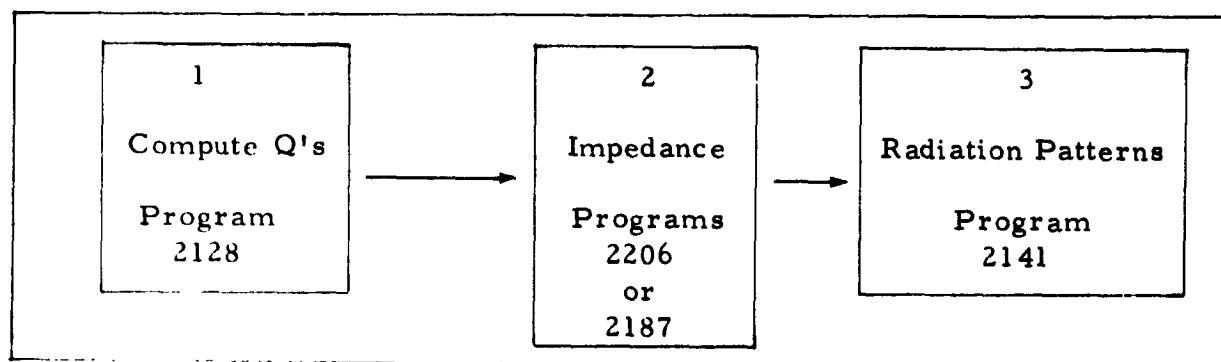 1
Compute Q's
Program
2128
2
Impedance
Programs
2206
or
2187
3
Radiation Patterns
Program
2141